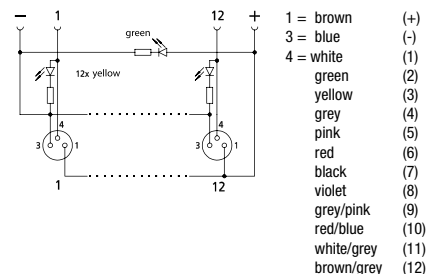 − 1 12 +
green
12x yellow
4 4
3 1 3 1
1 12
1 = brown (+)
3 = blue (-)
4 = white (1)
green (2)
yellow (3)
grey (4)
pink (5)
red (6)
black (7)
violet (8)
grey/pink (9)
red/blue (10)
white/grey (11)
brown/grey (12)